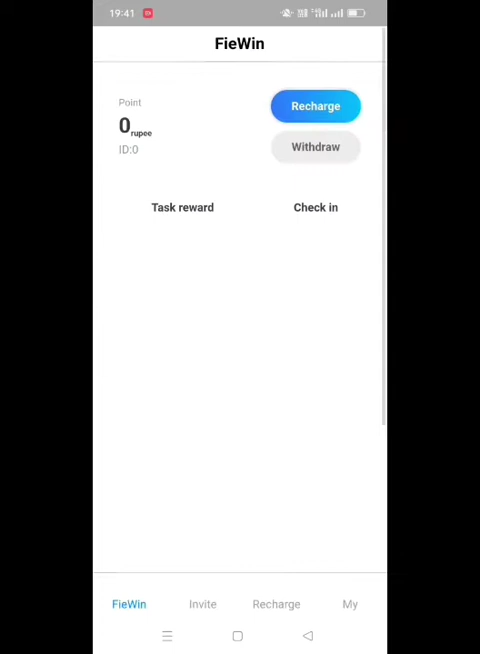 19:41
FieWin
Point
0rupee
ID:0
Recharge
Withdraw
Task reward
Check in
FieWin
Invite
Recharge
My